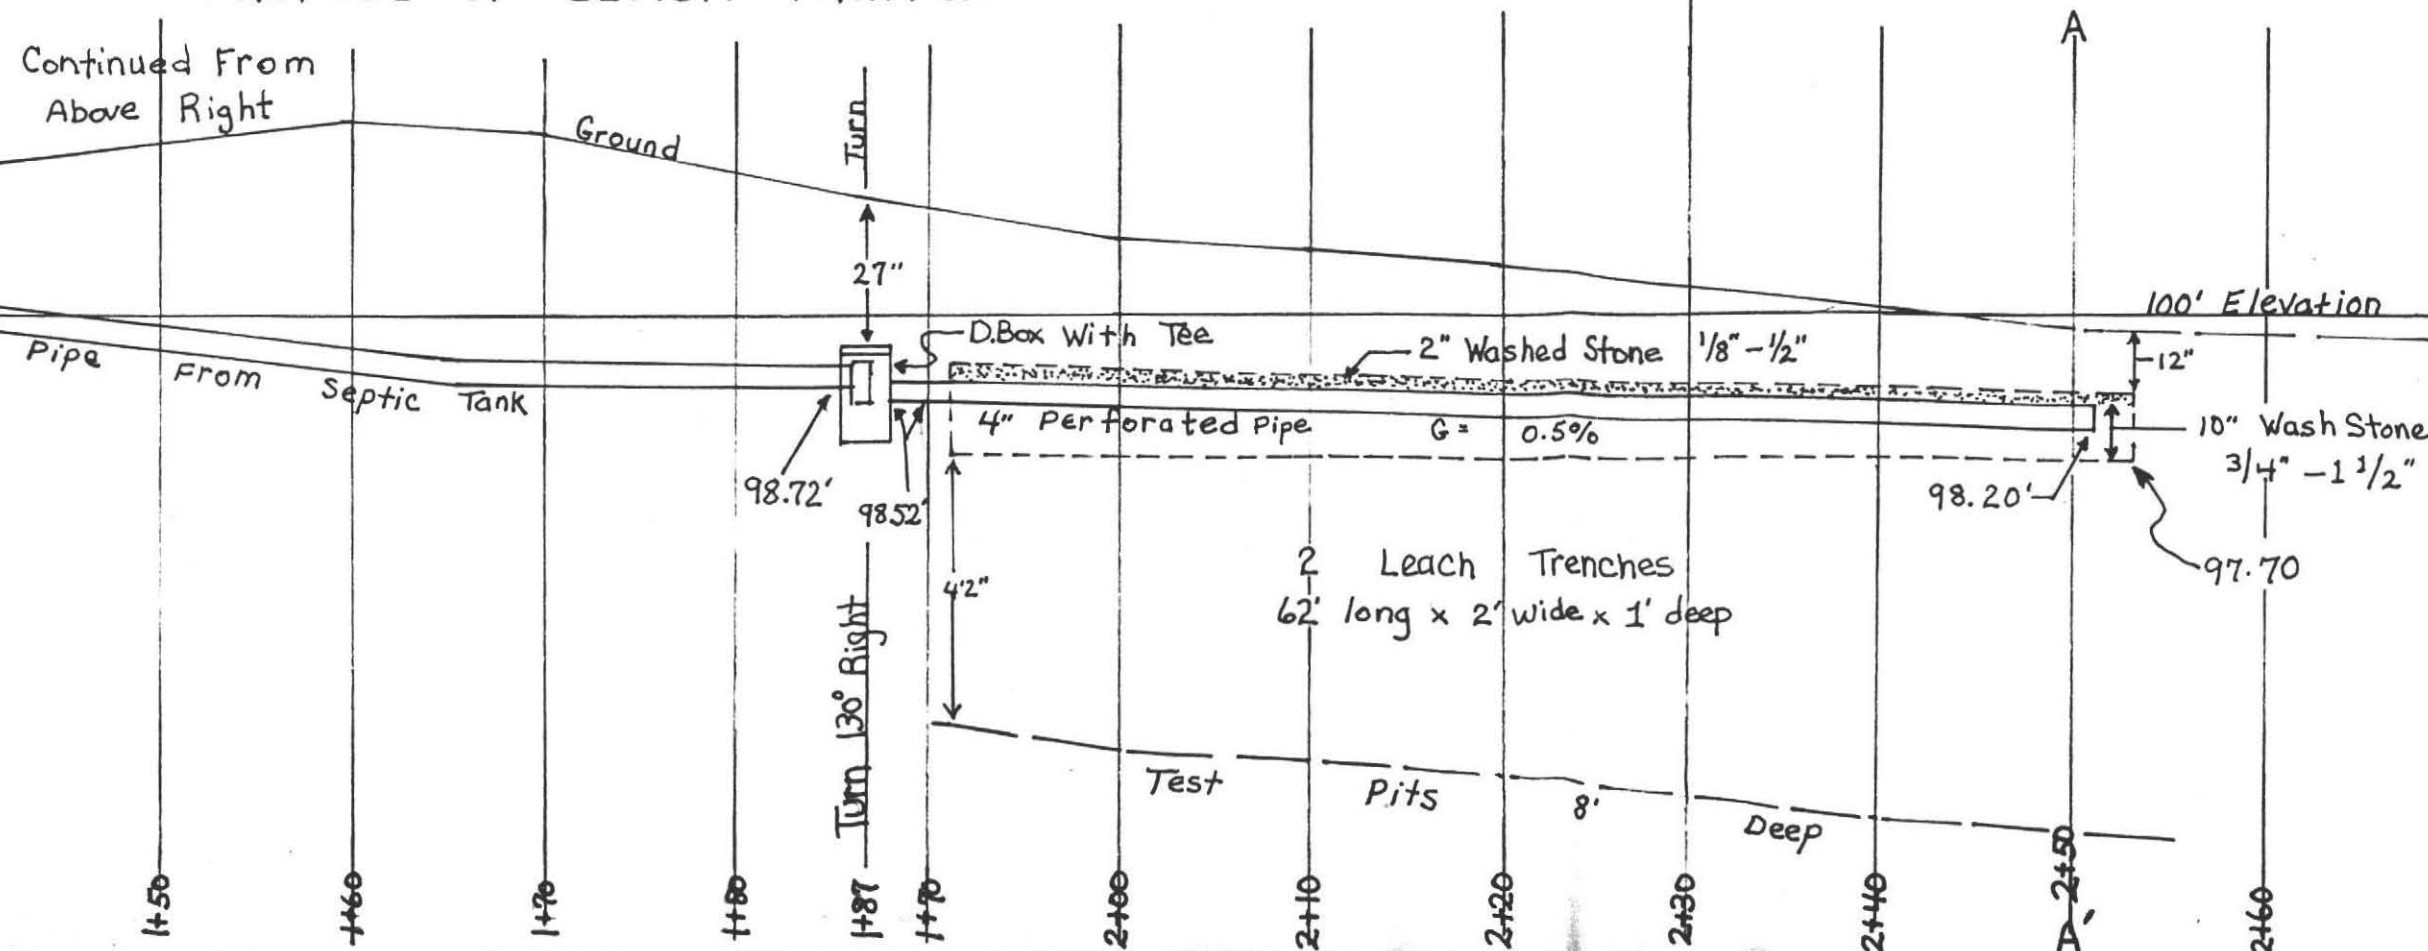 Continued From
Above Right
Ground
Turn
27"
A
100' Elevation
D.Box With Tee
2" Washed Stone 1/8" - 1/2"
12"
Pipe From Septic Tank
4" Perforated Pipe G = 0.5%
10" Wash Stone
3/4" - 1 1/2"
98.72'
98.52'
98.20'
97.70
4'2"
2 Leach Trenches
62' long x 2' wide x 1' deep
Turn 130° Right
Test Pits 8' Deep
1+50
1+60
1+70
1+80
1+87
1+70
2+00
2+10
2+20
2+30
2+40
2+50
2+60
A'